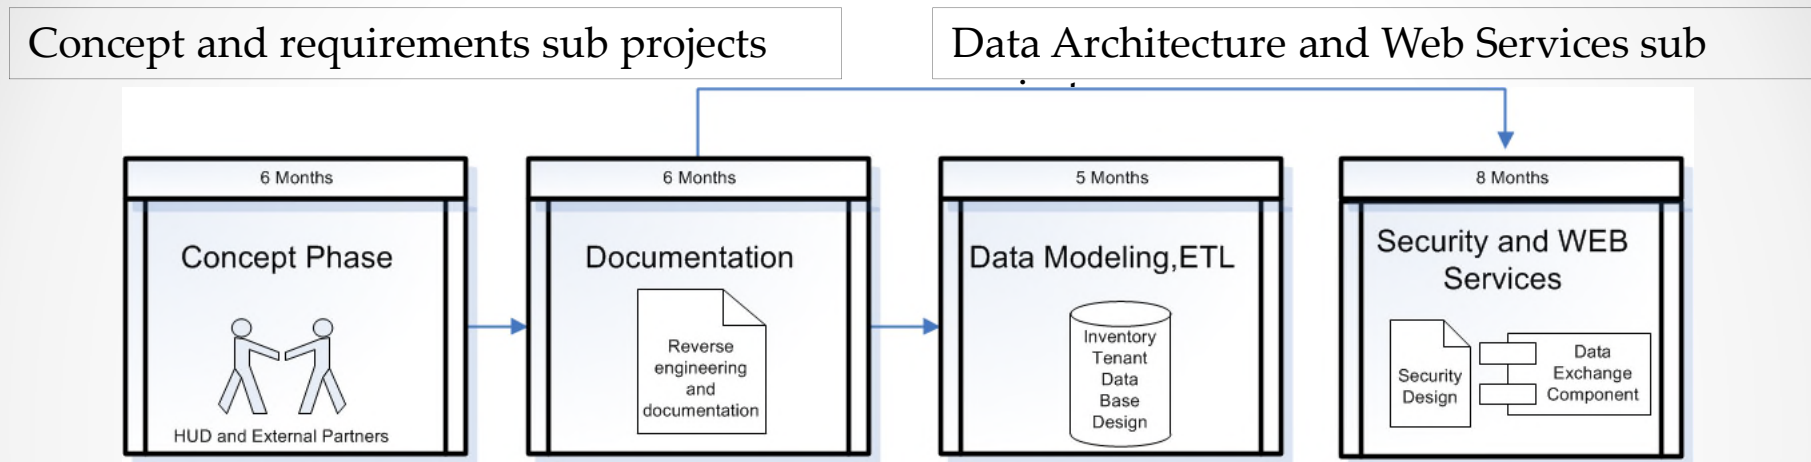 Concept and requirements sub projects
Data Architecture and Web Services sub
6 Months
Concept Phase
HUD and External Partners
6 Months
Documentation
Reverse
engineering
and
documentation
5 Months
Data Modeling,ETL
Inventory
Tenant
Data
Base
Design
8 Months
Security and WEB
Services
Security
Design
Data
Exchange
Component